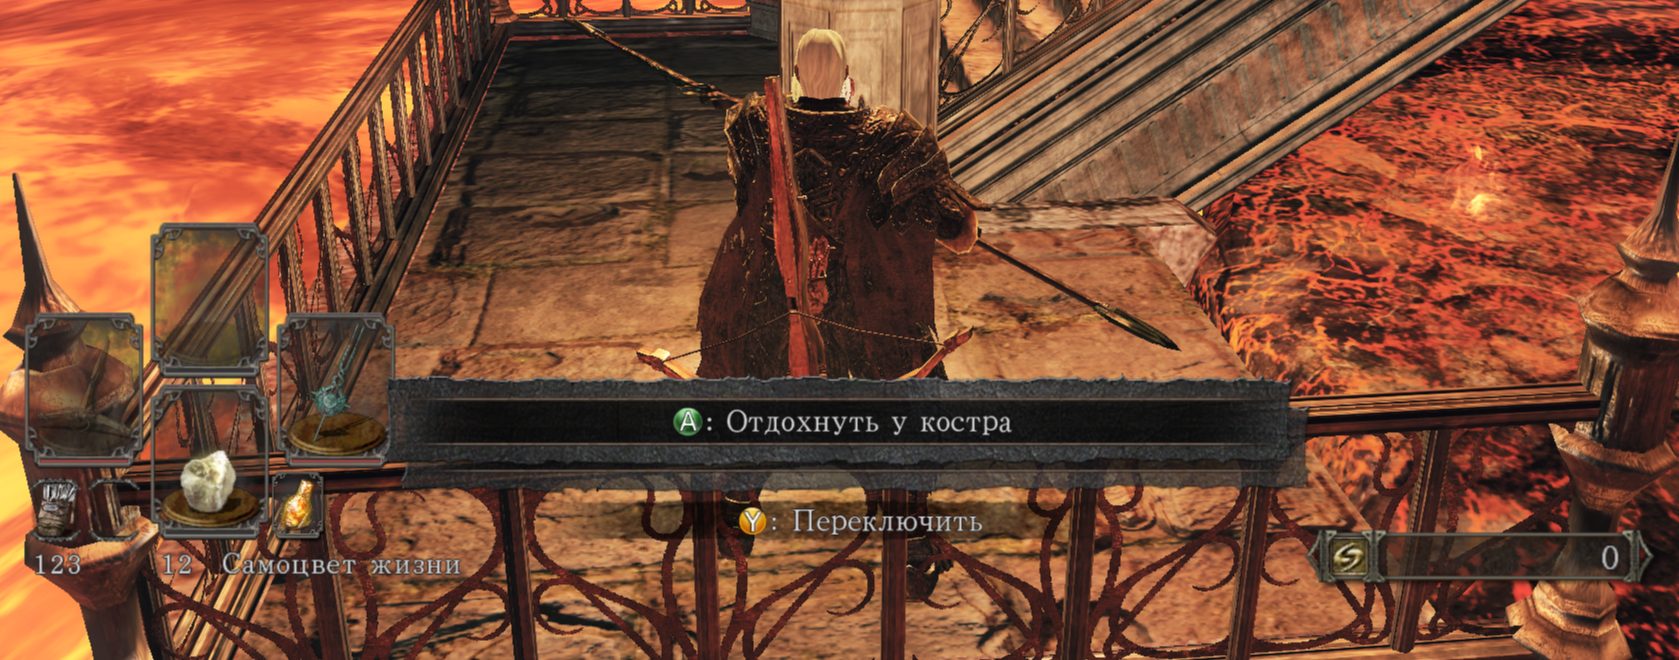 A: Отдохнуть у костра
Y: Переключить
123
12 Самоцвет жизни
0